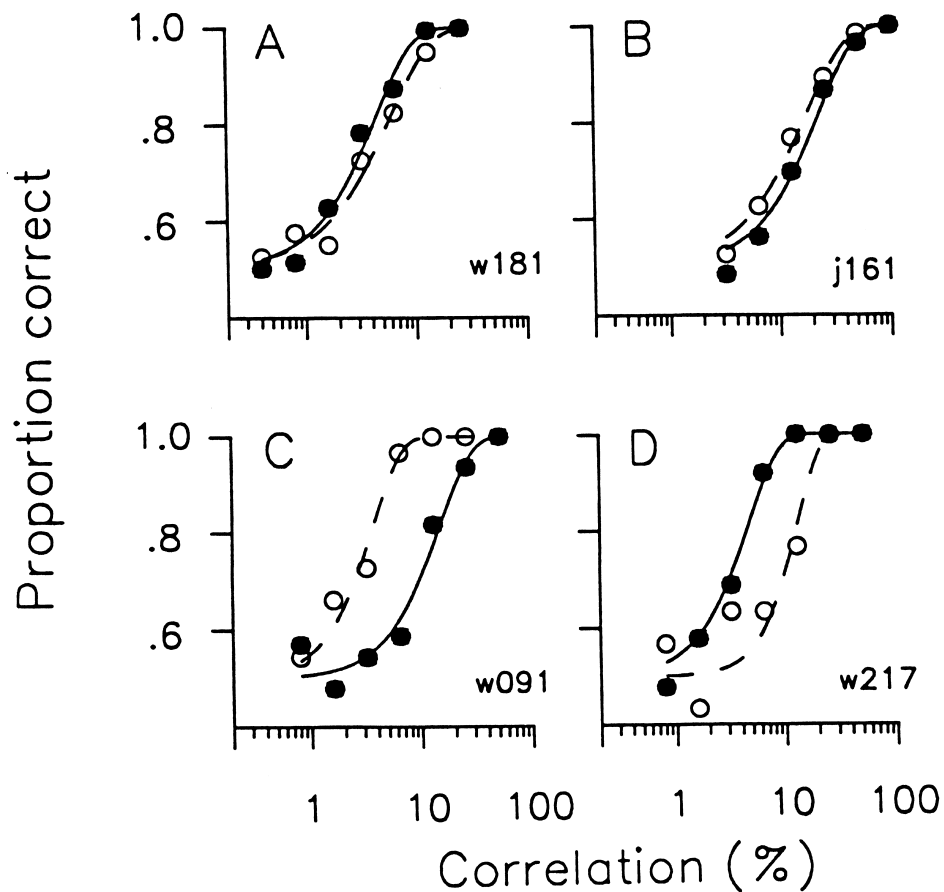 Proportion correct
A
1.0
.8
.6
w181
B
j161
C
1.0
.8
.6
w091
1 10 100
D
w217
1 10 100
Correlation (%)